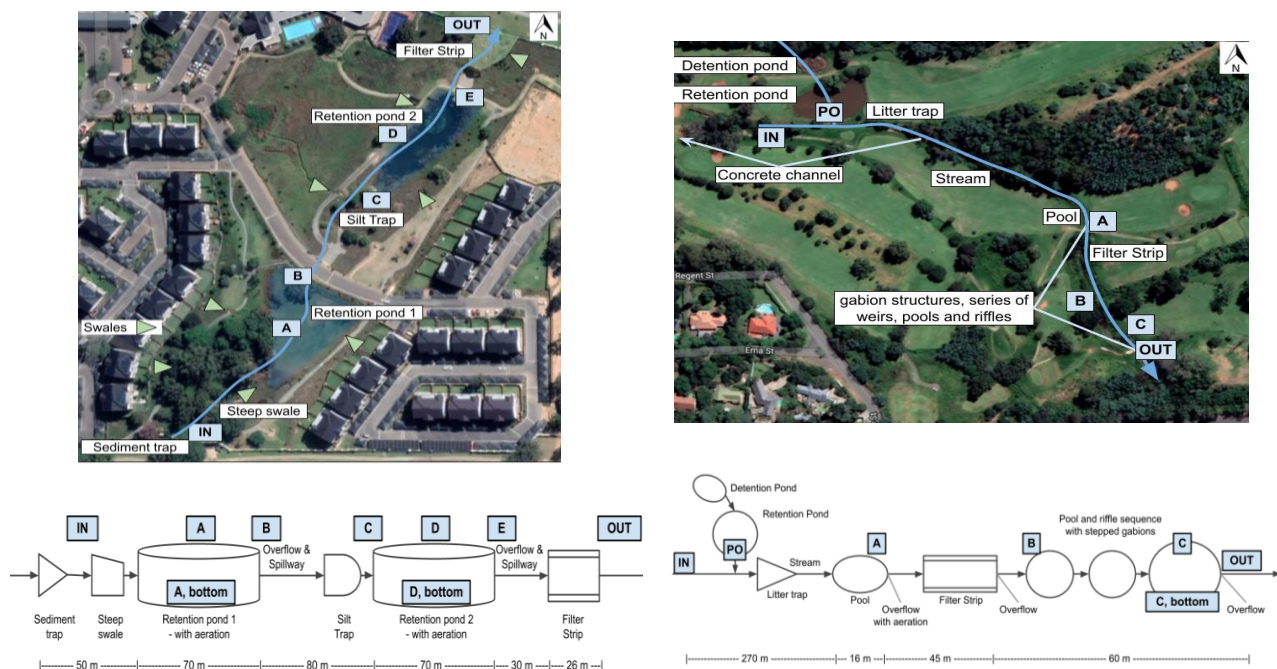 OUT
N
Filter Strip
E
Retention pond 2
D
C
Silt Trap
B
Retention pond 1
A
Swales
Steep swale
IN
Sediment trap
N
Detention pond
Retention pond
PO
Litter trap
IN
Concrete channel
Stream
Pool
A
Filter Strip
Regent St
gabion structures, series of
weirs, pools and riffles
B
C
OUT
Erna St
IN
A
B
C
D
E
OUT
Overflow &
Spillway
Overflow &
Spillway
A, bottom
D, bottom
Sediment
trap
Steep
swale
Retention pond 1
- with aeration
Silt
Trap
Retention pond 2
- with aeration
Filter
Strip
50 m
70 m
80 m
70 m
30 m
26 m
Detention Pond
Retention Pond
IN
PO
Stream
Litter trap
A
Pool
Overflow
with aeration
Filter Strip
Overflow
Pool and riffle sequence
with stepped gabions
B
C
C, bottom
OUT
Overflow
270 m
16 m
45 m
60 m